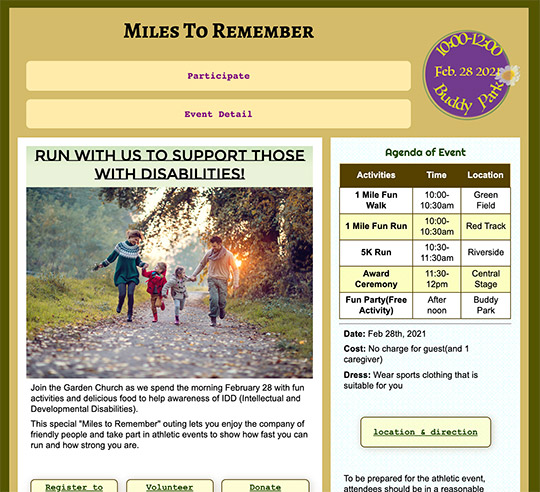 Miles To Remember
10:00-12:00
Feb. 28 2021
Buddy Park
Participate
Event Detail
RUN WITH US TO SUPPORT THOSE
WITH DISABILITIES!
Join the Garden Church as we spend the morning February 28 with fun
activities and delicious food to help awareness of IDD (Intellectual and
Developmental Disabilities).
This special "Miles to Remember" outing lets you enjoy the company of
friendly people and take part in athletic events to show how fast you can
run and how strong you are.
Register to
Volunteer
Donate
Agenda of Event
Activities Time Location
1 Mile Fun 10:00- Green
Walk 10:30am Field
1 Mile Fun Run 10:00- Red Track
10:30am
5K Run 10:30- Riverside
11:30am
Award 11:30- Central
Ceremony 12pm Stage
Fun Party(Free After Buddy
Activity) noon Park
Date: Feb 28th, 2021
Cost: No charge for guest(and 1
caregiver)
Dress: Wear sports clothing that is
suitable for you
location & direction
To be prepared for the athletic event,
attendees should be in a reasonable